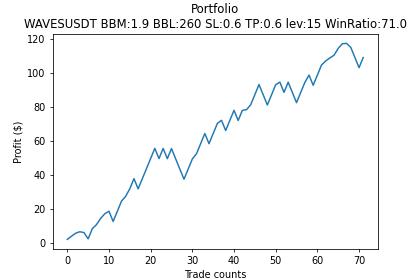 Portfolio
WAVESUSDT BBM:1.9 BBL:260 SL:0.6 TP:0.6 lev:15 WinRatio:71.0
120
100
80
60
40
20
0
Profit ($)
0 10 20 30 40 50 60 70
Trade counts